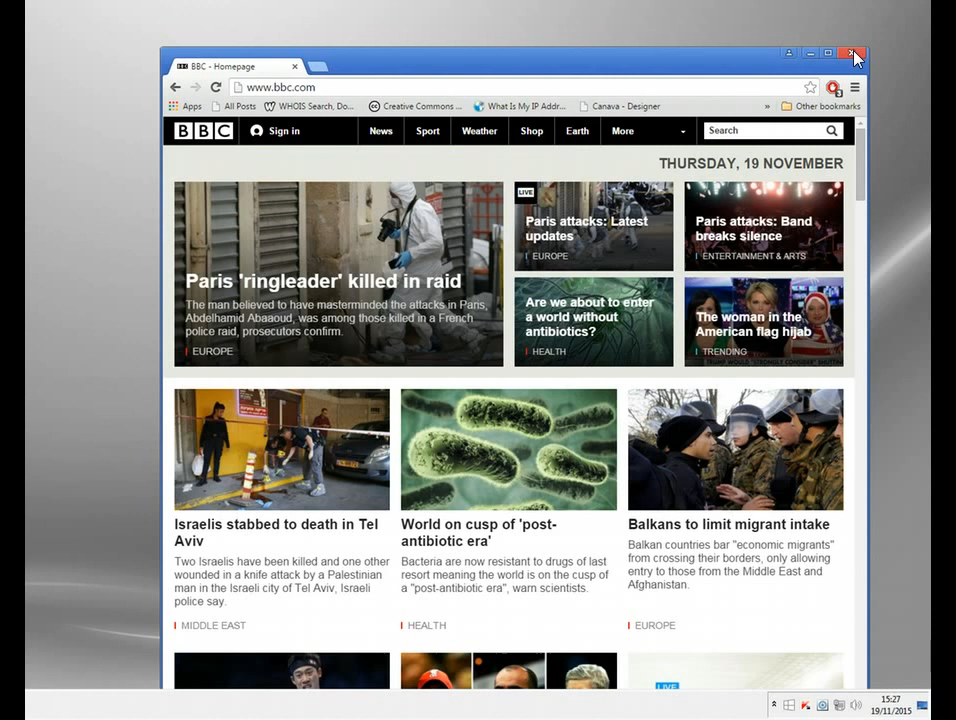 BBC - Homepage
www.bbc.com
Apps All Posts WHOIS Search, Do... Creative Commons ... What Is My IP Addr... Canava - Designer » Other bookmarks
BBC Sign in News Sport Weather Shop Earth More Search
THURSDAY, 19 NOVEMBER
Paris 'ringleader' killed in raid
The man believed to have masterminded the attacks in Paris,
Abdelhamid Abaaoud, was among those killed in a French
police raid, prosecutors confirm.
EUROPE
LIVE
Paris attacks: Latest
updates
EUROPE
Paris attacks: Band
breaks silence
ENTERTAINMENT & ARTS
Are we about to enter
a world without
antibiotics?
HEALTH
The woman in the
American flag hijab
TRENDING
Israelis stabbed to death in Tel
Aviv
Two Israelis have been killed and one other
wounded in a knife attack by a Palestinian
man in the Israeli city of Tel Aviv, Israeli
police say.
MIDDLE EAST
World on cusp of 'post-
antibiotic era'
Bacteria are now resistant to drugs of last
resort meaning the world is on the cusp of
a "post-antibiotic era", warn scientists.
HEALTH
Balkans to limit migrant intake
Balkan countries bar "economic migrants"
from crossing their borders, only allowing
entry to those from the Middle East and
Afghanistan.
EUROPE
LIVE
15:27
19/11/2015